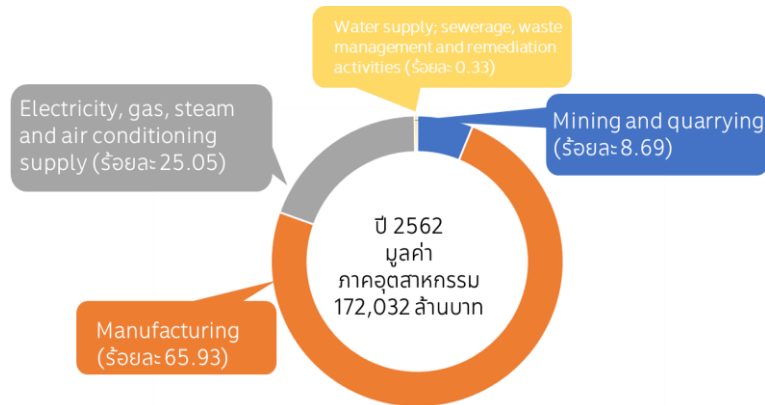 Water supply; sewerage, waste
management and remediation
activities (ร้อยละ 0.33)
Electricity, gas, steam
and air conditioning
supply (ร้อยละ 25.05)
Mining and quarrying
(ร้อยละ 8.69)
ปี 2562
มูลค่า
ภาคอุตสาหกรรม
172,032 ล้านบาท
Manufacturing
(ร้อยละ 65.93)